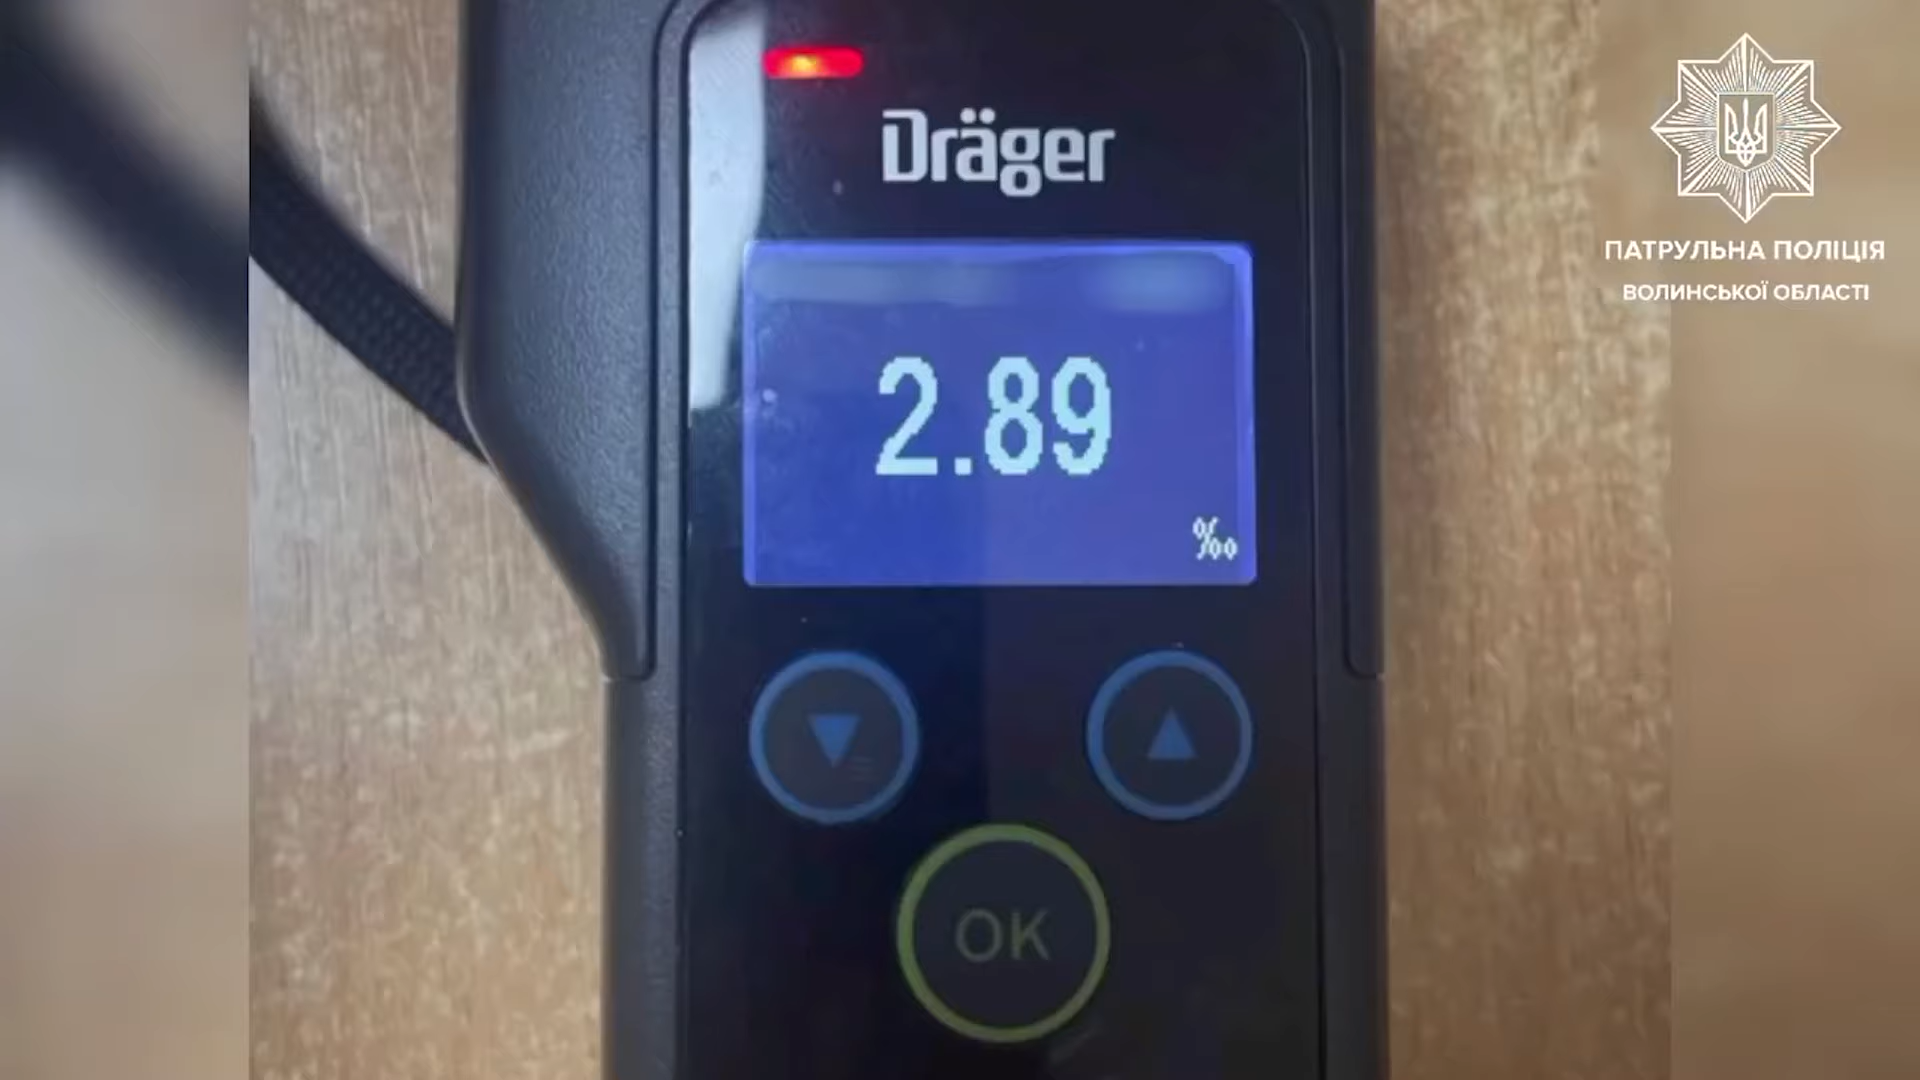 Dräger
ПАТРУЛЬНА ПОЛІЦІЯ
ВОЛИНСЬКОЇ ОБЛАСТІ
2.89
‰
OK